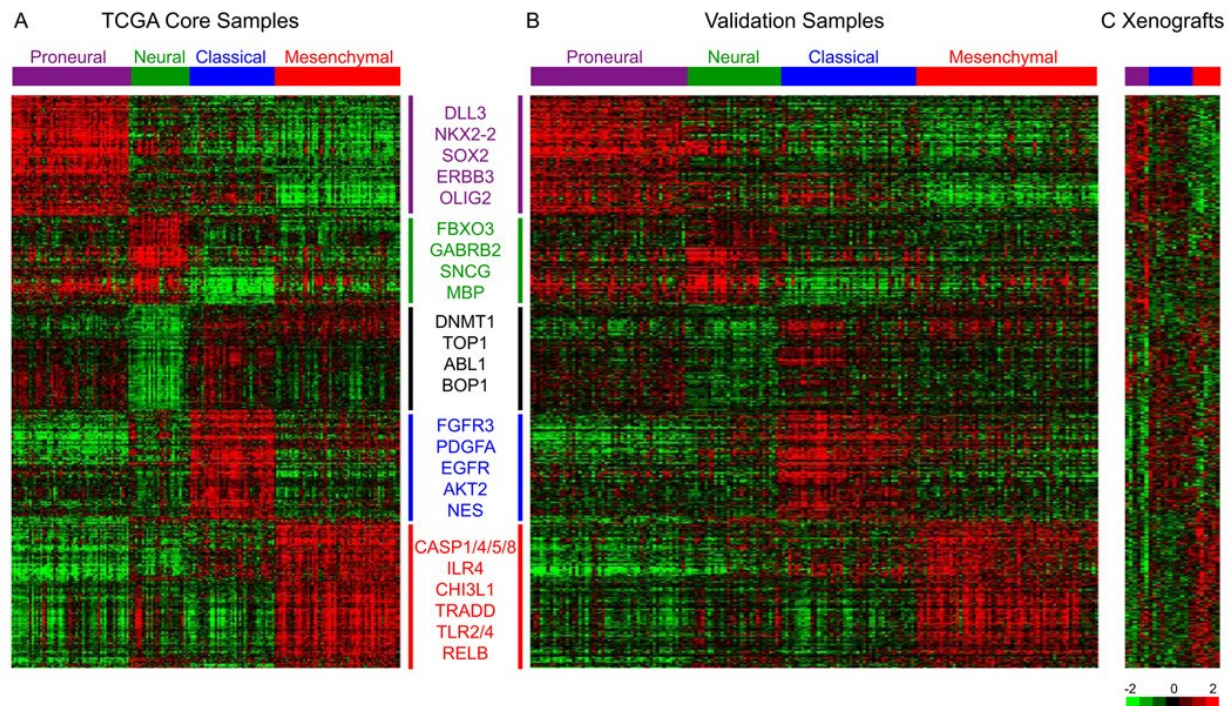 A TCGA Core Samples B Validation Samples C Xenografts
Proneural Neural Classical Mesenchymal Proneural Neural Classical Mesenchymal
DLL3
NKX2-2
SOX2
ERBB3
OLIG2
FBXO3
GABRB2
SNCG
MBP
DNMT1
TOP1
ABL1
BOP1
FGFR3
PDGFA
EGFR
AKT2
NES
CASP1/4/5/8
ILR4
CHI3L1
TRADD
TLR2/4
RELB
-2 0 2